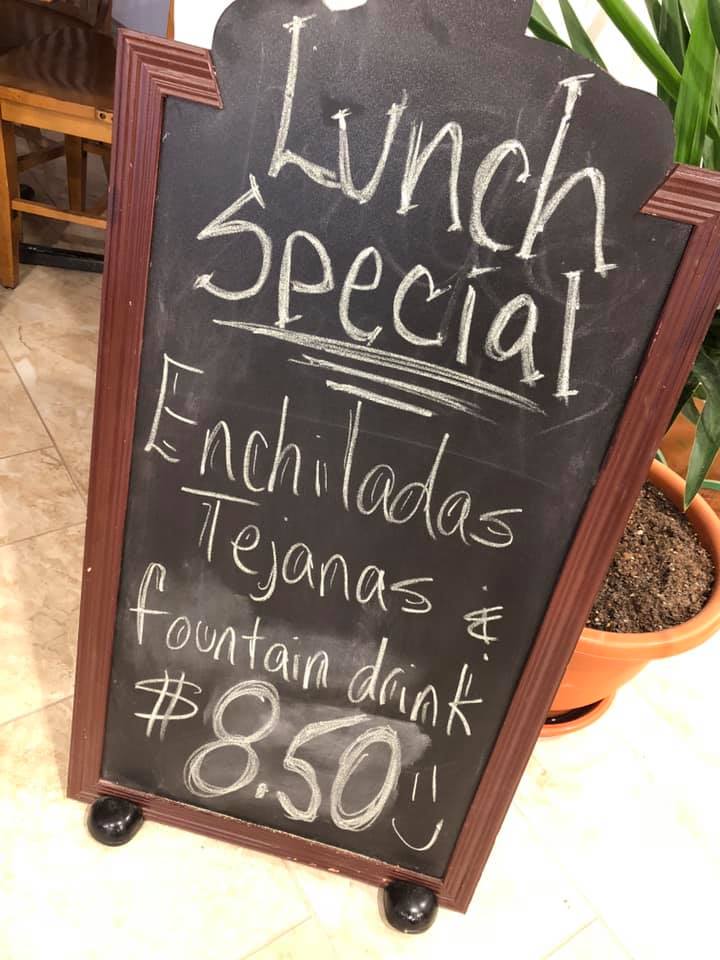 Lunch
Special
Enchiladas
Tejanas &
fountain drink
$8.50